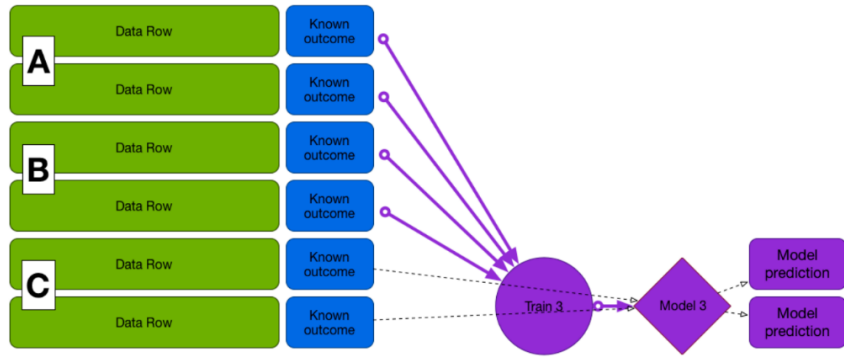 Data Row
Known
outcome
A
Data Row
Known
outcome
Data Row
Known
outcome
B
Data Row
Known
outcome
Data Row
Known
outcome
C
Data Row
Known
outcome
Train 3
Model 3
Model
prediction
Model
prediction